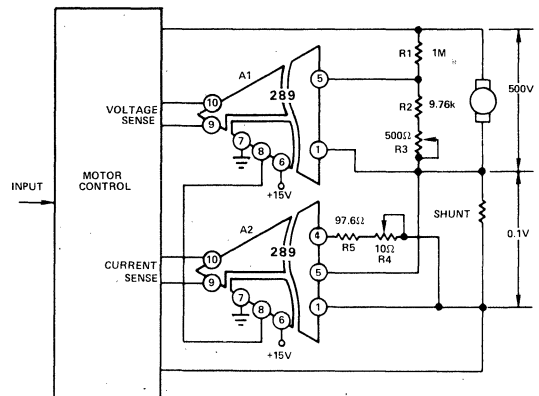 R1
1M
A1
5
10
289
R2
9.76k
500V
VOLTAGE
SENSE
9
500Ω
R3
7
8
6
1
+15V
INPUT
MOTOR
CONTROL
SHUNT
97.6Ω
A2
4
0.1V
R5
10Ω
R4
10
289
5
CURRENT
SENSE
9
7
8
6
1
+15V